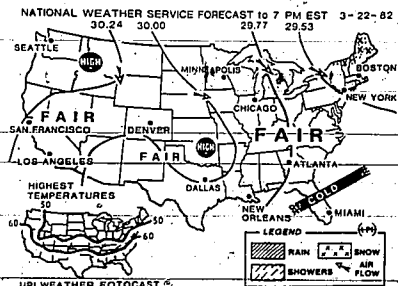 NATIONAL WEATHER SERVICE FORECAST to 7 PM EST 3-22-82
30.24 30.00 29.77 29.53
SEATTLE
HIGH
MINNEAPOLIS
BOSTON
NEW YORK
CHICAGO
FAIR
SAN FRANCISCO
DENVER
FAIR
HIGH
FAIR
LOS ANGELES
ATLANTA
DALLAS
COLD
HIGHEST
TEMPERATURES
NEW
ORLEANS
MIAMI
50
50
60
60
LEGEND
RAIN
SNOW
SHOWERS
AIR
FLOW
UPI WEATHER FOTOCAST ®